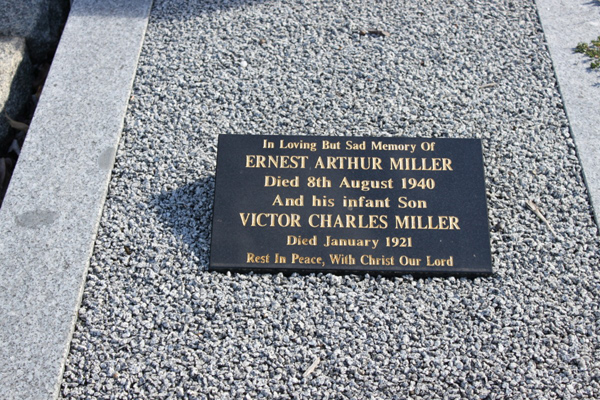 In Loving But Sad Memory Of
ERNEST ARTHUR MILLER
Died 8th August 1940
And his infant Son
VICTOR CHARLES MILLER
Died January 1921
Rest In Peace, With Christ Our Lord